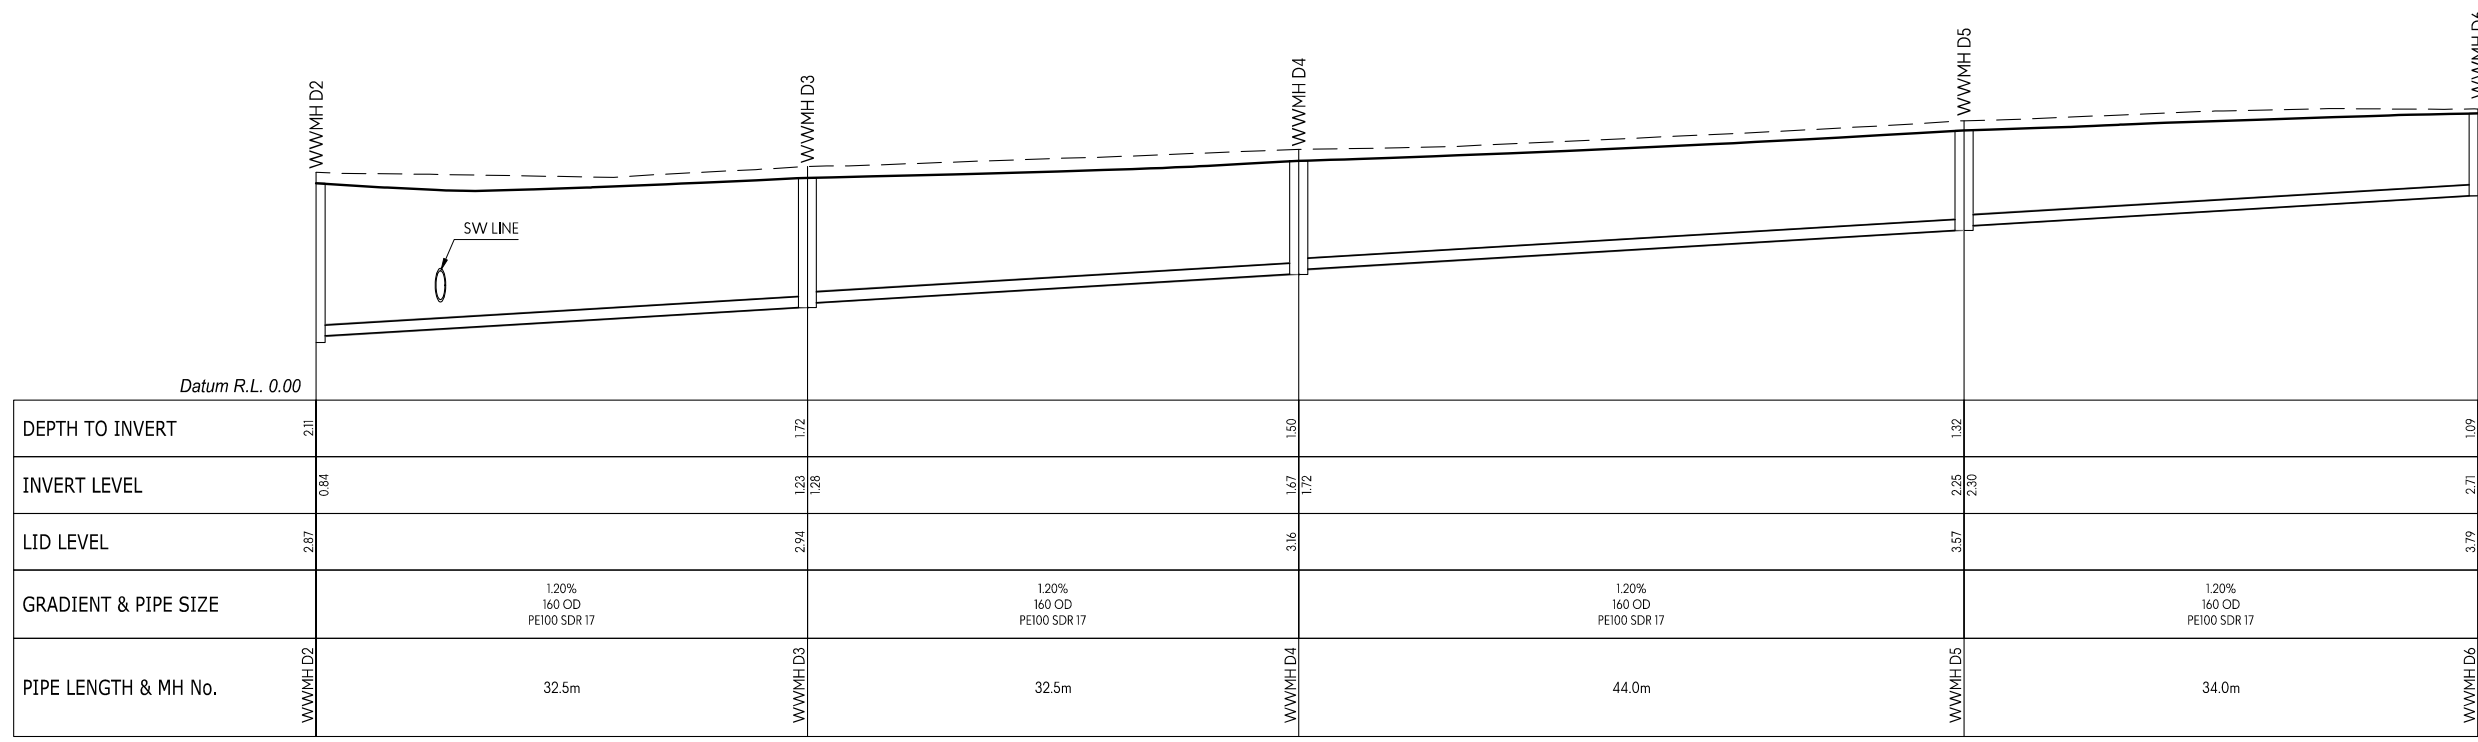 WWMH D2
WWMH D3
WWMH D4
WWMH D5
WWMH D6
SW LINE
Datum R.L. 0.00
DEPTH TO INVERT 2.11 1.72 1.50 1.32 1.09
INVERT LEVEL 0.84 1.23 1.28 1.67 1.72 2.25 2.30 2.71
LID LEVEL 2.87 2.94 3.16 3.57 3.79
GRADIENT & PIPE SIZE
1.20%
160 OD
PE100 SDR 17
1.20%
160 OD
PE100 SDR 17
1.20%
160 OD
PE100 SDR 17
1.20%
160 OD
PE100 SDR 17
PIPE LENGTH & MH No. WWMH D2 32.5m WWMH D3 32.5m WWMH D4 44.0m WWMH D5 34.0m WWMH D6